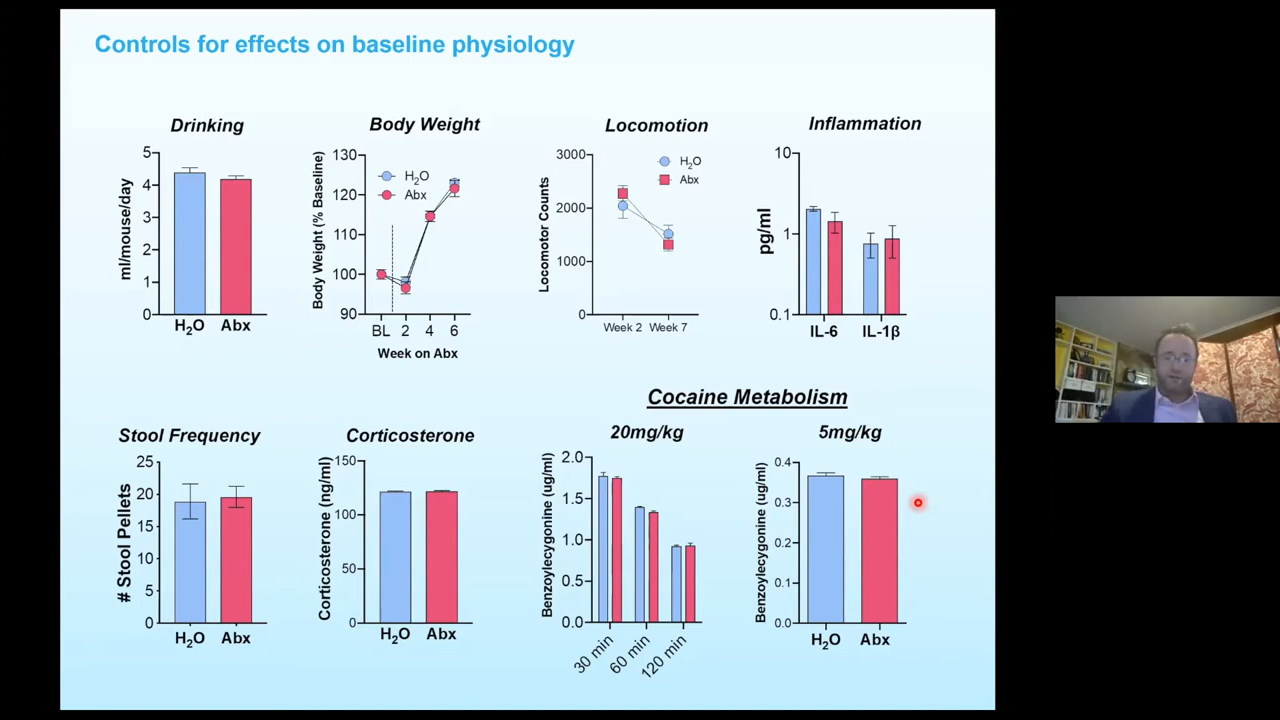 Controls for effects on baseline physiology
Drinking
ml/mouse/day
5
4
3
2
1
0
H₂O Abx
Body Weight
Body Weight (% Baseline)
130
120
110
100
90
H₂O
Abx
BL 2 4 6
Week on Abx
Locomotion
Locomotor Counts
3000
2000
1000
0
H₂O
Abx
Week 2 Week 7
Inflammation
pg/ml
10
1
0.1
IL-6 IL-1β
Stool Frequency
# Stool Pellets
25
20
15
10
5
0
H₂O Abx
Corticosterone
Corticosterone (ng/ml)
150
100
50
0
H₂O Abx
Cocaine Metabolism
20mg/kg
Benzoylecygonine (ug/ml)
2.0
1.5
1.0
0.5
0.0
30 min 60 min 120 min
5mg/kg
Benzoylecygonine (ug/ml)
0.4
0.3
0.2
0.1
0.0
H₂O Abx